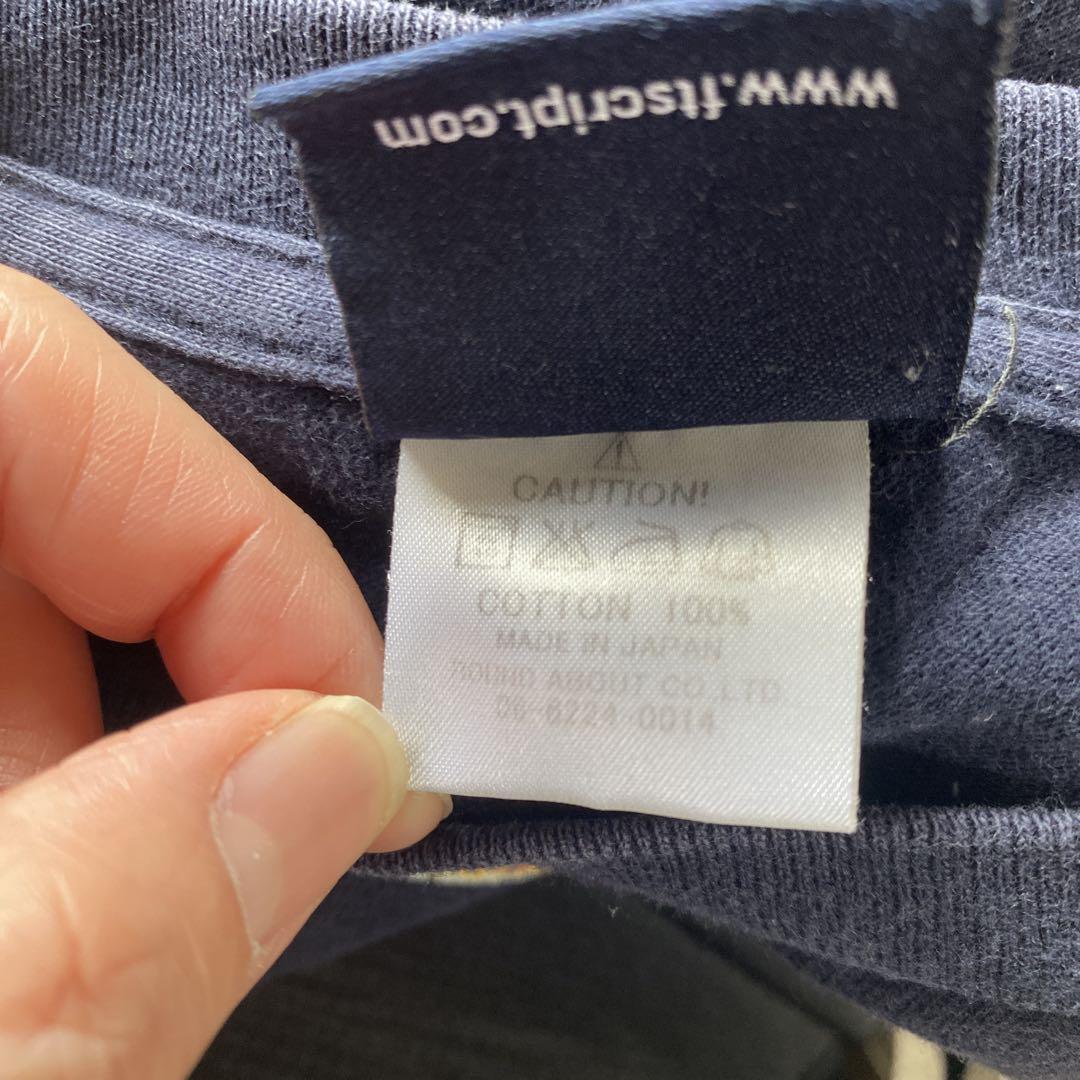 www.ftscript.com
CAUTION!
COTTON 100%
MADE IN JAPAN
ROUND ABOUT CO.,LTD.
06-6224-0014